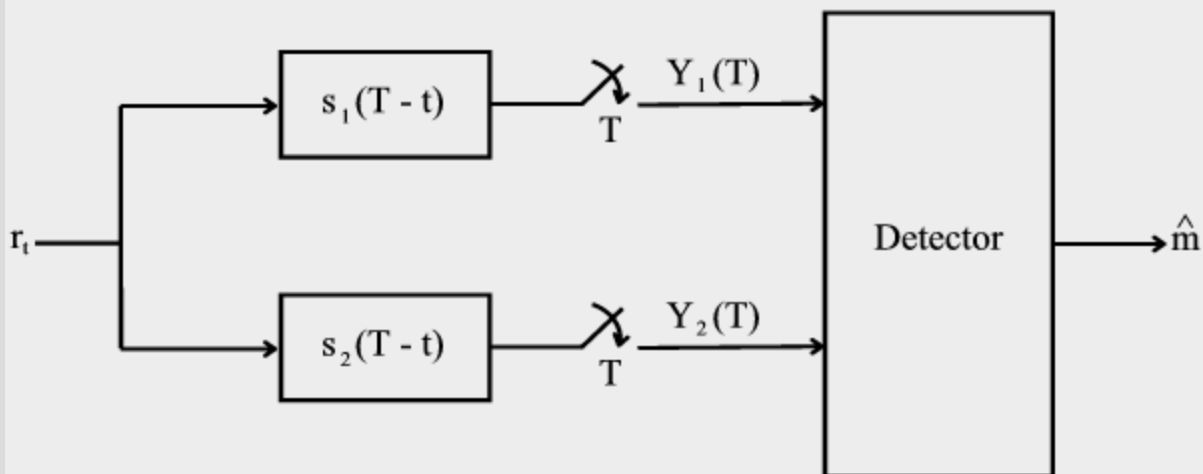 s₁(T - t)
T
Y₁(T)
rₜ
Detector
m̂
s₂(T - t)
T
Y₂(T)